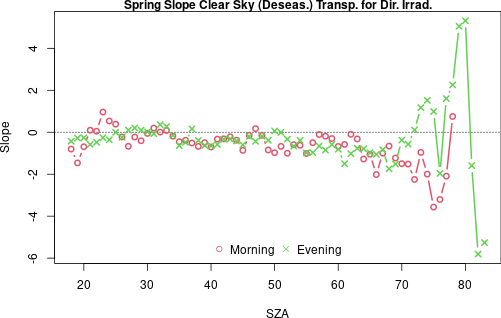 Spring Slope Clear Sky (Deseas.) Transp. for Dir. Irrad.
Slope
4
2
0
-2
-4
-6
Morning Evening
20 30 40 50 60 70 80
SZA